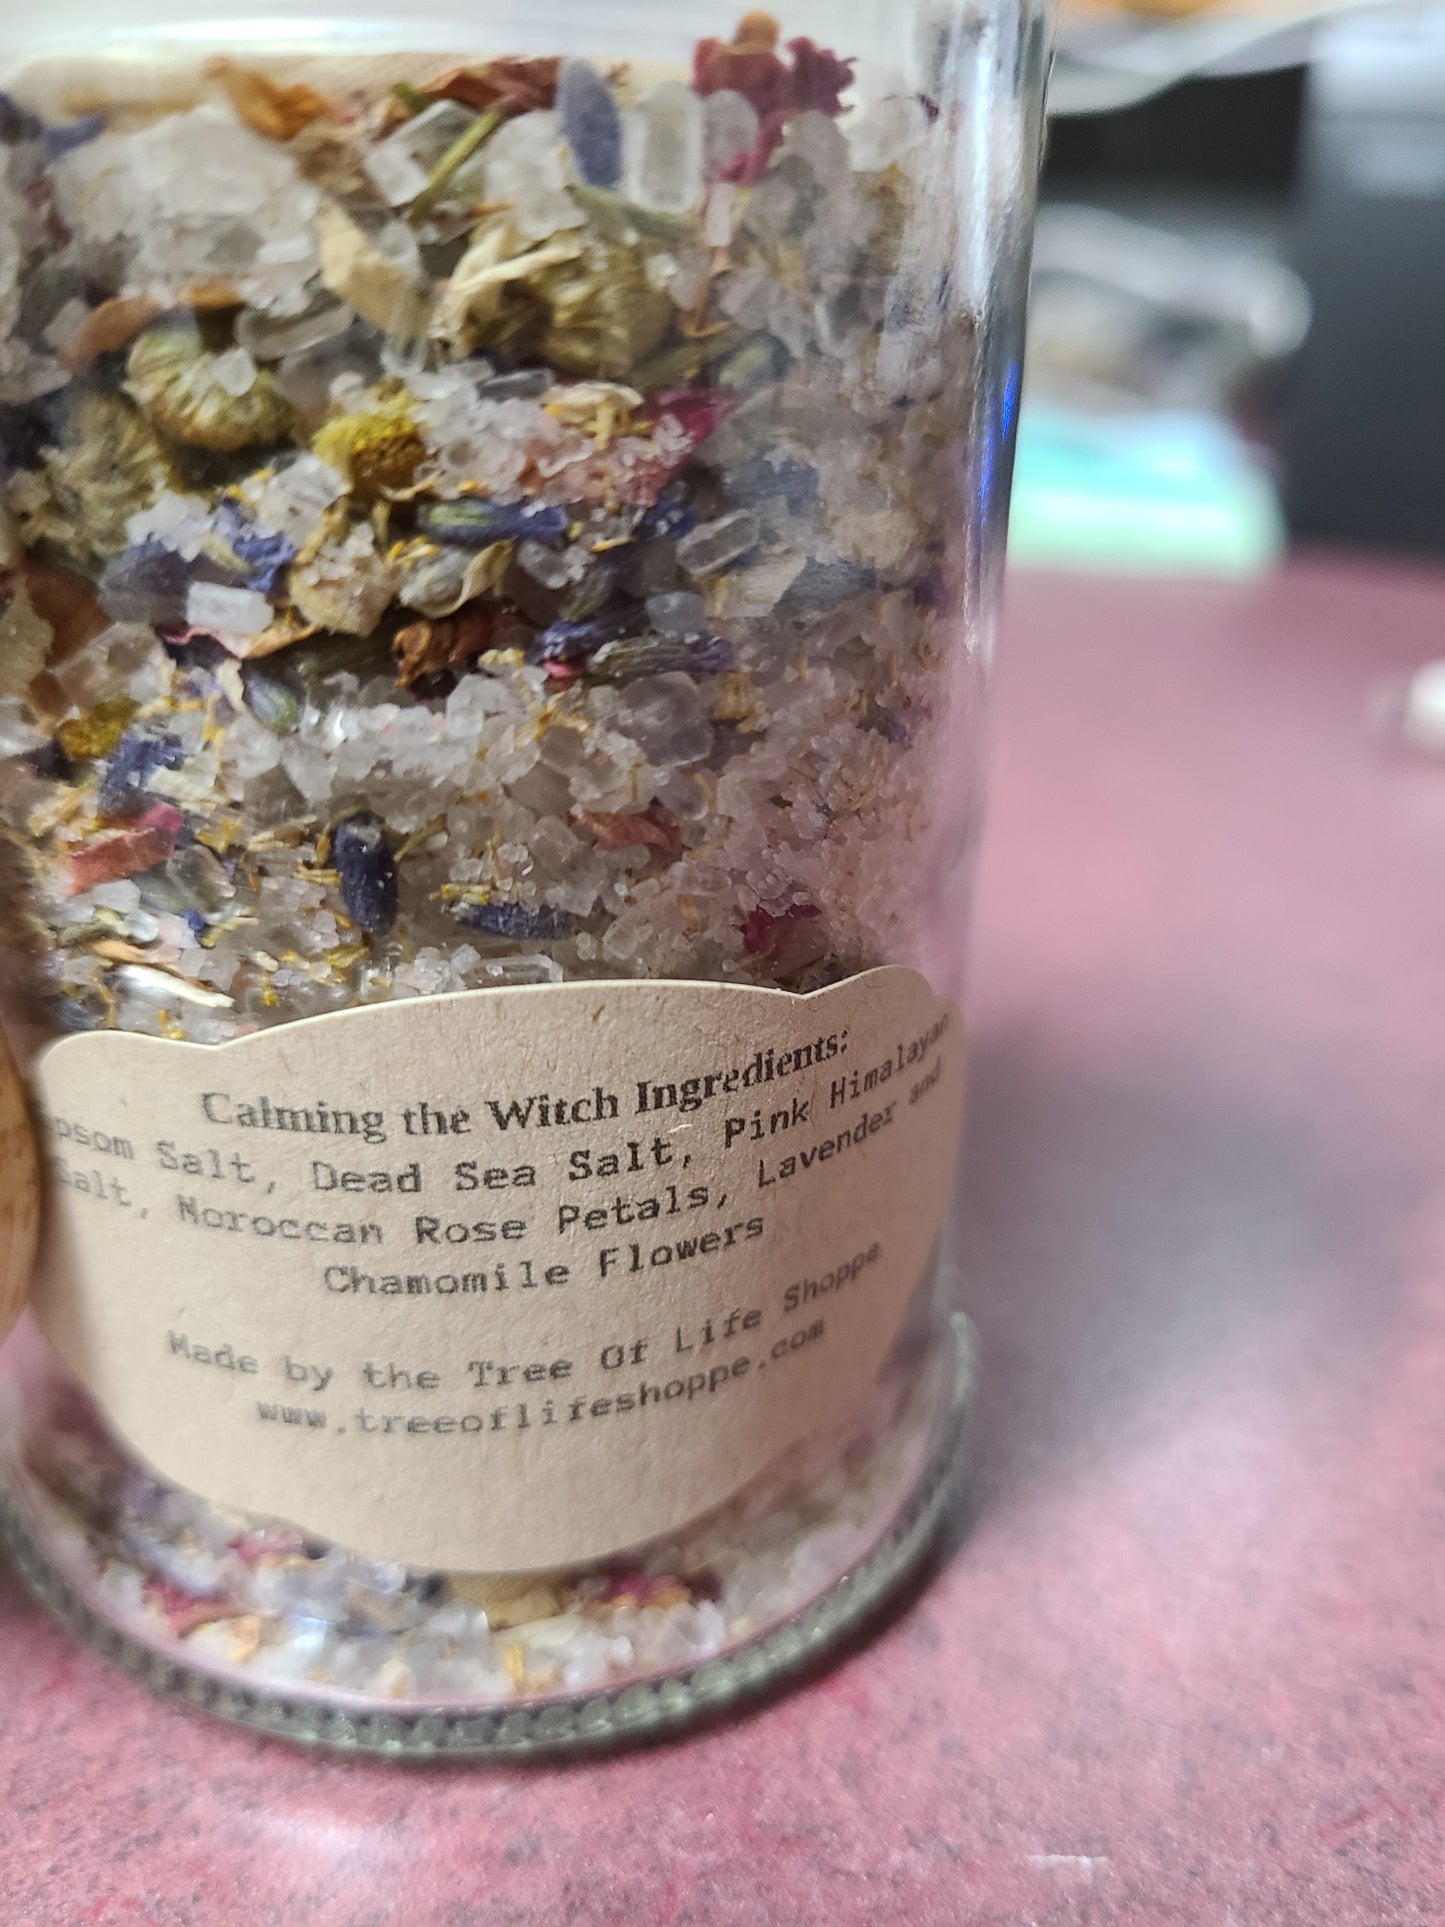 Calming the Witch Ingredients:
psom Salt, Dead Sea Salt, Pink Himalayan
Salt, Moroccan Rose Petals, Lavender and
Chamomile Flowers
Made by the Tree Of Life Shoppe
www.treeoflifeshoppe.com